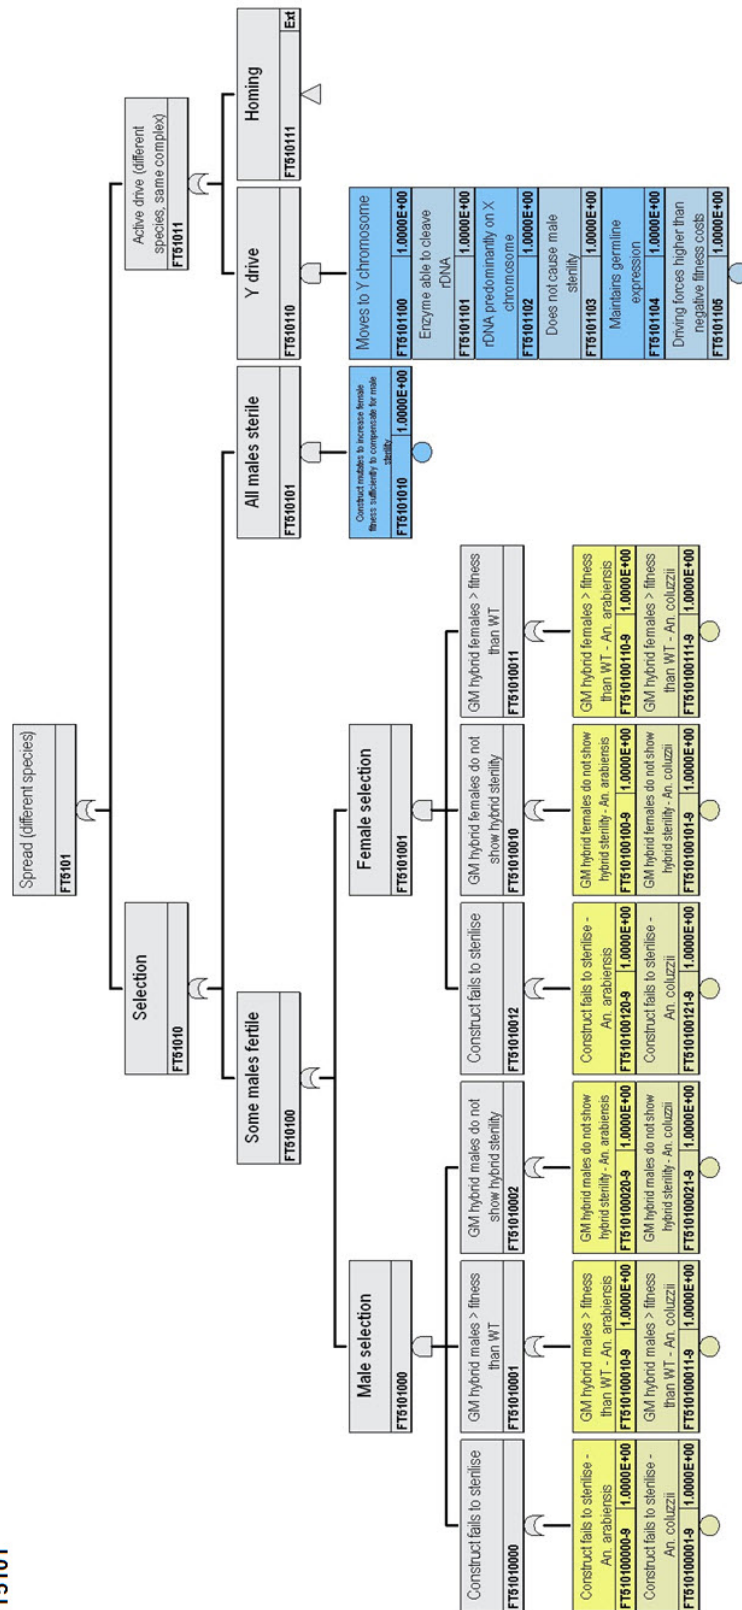 Spread (different species)
FT5101
Selection
FT51010
Active drive (different
species, same complex)
FT51011
Some males fertile
FT510100
All males sterile
FT510101
Y drive
FT510110
Homing
FT510111 Ext
Male selection
FT5101000
Female selection
FT5101001
Construct mutates to increase female
fitness sufficiently to compensate for male
sterility
FT5101010 1.0000E+00
Moves to Y chromosome
FT5101100 1.0000E+00
Enzyme able to cleave
rDNA
FT5101101 1.0000E+00
rDNA predominantly on X
chromosome
FT5101102 1.0000E+00
Does not cause male
sterility
FT5101103 1.0000E+00
Maintains germline
expression
FT5101104 1.0000E+00
Driving forces higher than
negative fitness costs
FT5101105 1.0000E+00
Construct fails to sterilise
FT51010000
GM hybrid males > fitness
than WT
FT51010001
GM hybrid males do not
show hybrid sterility
FT51010002
Construct fails to sterilise
FT51010012
GM hybrid females do not
show hybrid sterility
FT51010010
GM hybrid females > fitness
than WT
FT51010011
Construct fails to sterilise -
An. arabiensis
FT510100000-9 1.0000E+00
Construct fails to sterilise -
An. coluzzii
FT510100001-9 1.0000E+00
GM hybrid males > fitness
than WT - An. arabiensis
FT510100010-9 1.0000E+00
GM hybrid males > fitness
than WT - An. coluzzii
FT510100011-9 1.0000E+00
GM hybrid males do not show
hybrid sterility - An. arabiensis
FT510100020-9 1.0000E+00
GM hybrid males do not show
hybrid sterility - An. coluzzii
FT510100021-9 1.0000E+00
Construct fails to sterilise -
An. arabiensis
FT510100120-9 1.0000E+00
Construct fails to sterilise -
An. coluzzii
FT510100121-9 1.0000E+00
GM hybrid females do not show
hybrid sterility - An. arabiensis
FT510100100-9 1.0000E+00
GM hybrid females do not show
hybrid sterility - An. coluzzii
FT510100101-9 1.0000E+00
GM hybrid females > fitness
than WT - An. arabiensis
FT510100110-9 1.0000E+00
GM hybrid females > fitness
than WT - An. coluzzii
FT510100111-9 1.0000E+00